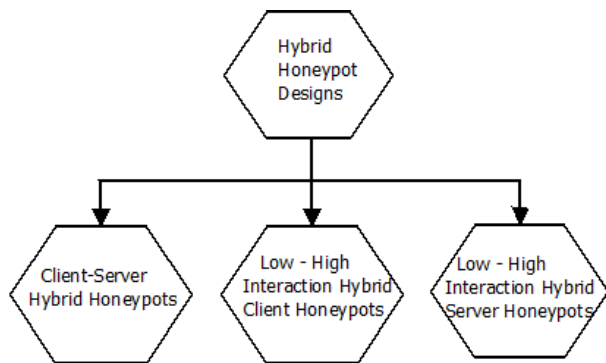 Hybrid
Honeypot
Designs
Client-Server
Hybrid Honeypots
Low - High
Interaction Hybrid
Client Honeypots
Low - High
Interaction Hybrid
Server Honeypots